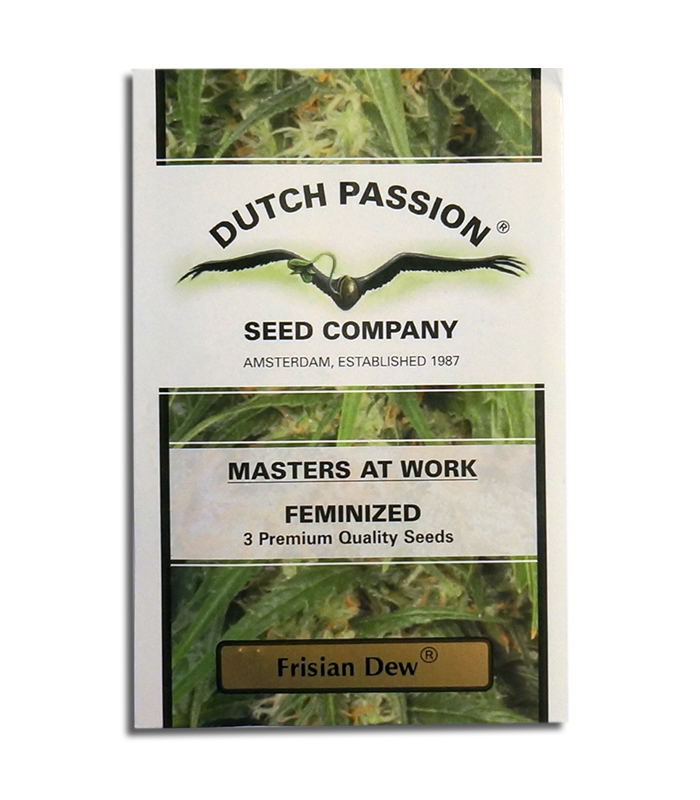 DUTCH PASSION®
SEED COMPANY
AMSTERDAM, ESTABLISHED 1987
MASTERS AT WORK
FEMINIZED
3 Premium Quality Seeds
Frisian Dew®